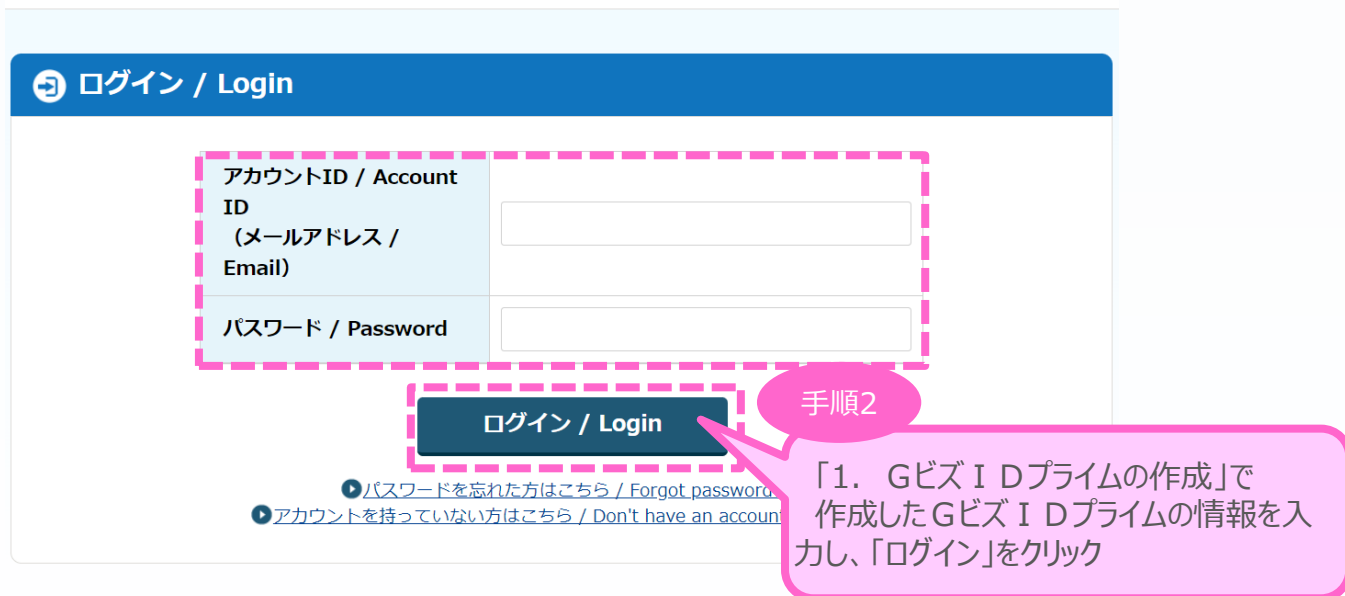 ログイン / Login
アカウントID / Account
ID
（メールアドレス /
Email）
パスワード / Password
ログイン / Login
手順2
パスワードを忘れた方はこちら / Forgot password
アカウントを持っていない方はこちら / Don't have an account
「1.　GビズＩＤプライムの作成」で
作成したGビズＩＤプライムの情報を入
力し、「ログイン」をクリック